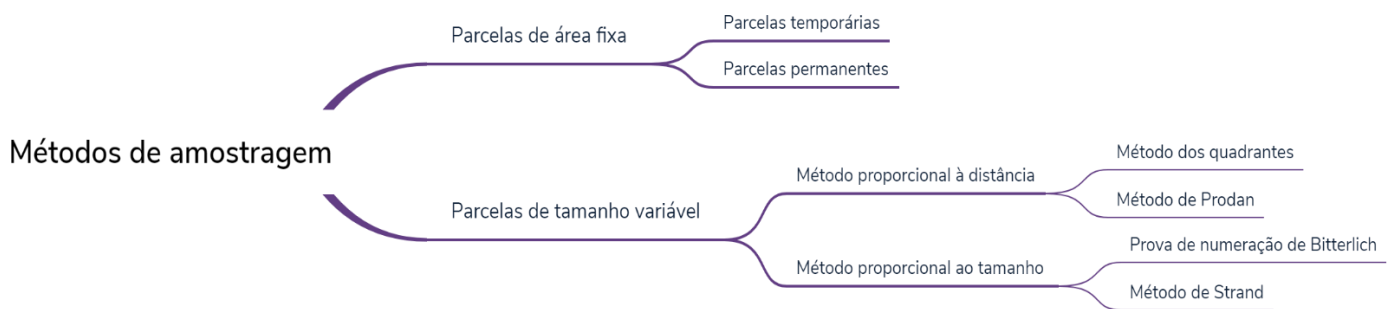 Métodos de amostragem
Parcelas de área fixa
Parcelas temporárias
Parcelas permanentes
Parcelas de tamanho variável
Método proporcional à distância
Método dos quadrantes
Método de Prodan
Método proporcional ao tamanho
Prova de numeração de Bitterlich
Método de Strand